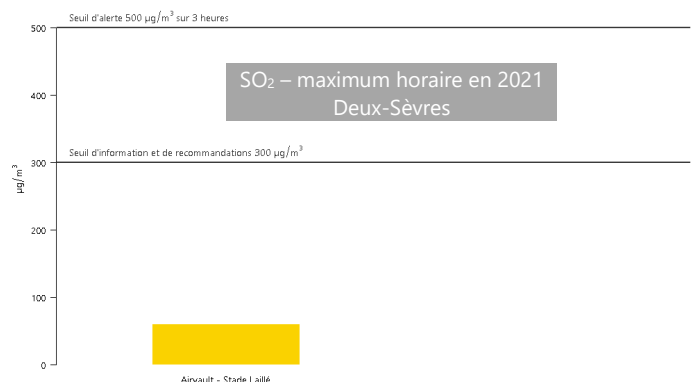 Seuil d'alerte 500 µg/m³ sur 3 heures
500
SO₂ – maximum horaire en 2021
Deux-Sèvres
400
Seuil d'information et de recommandations 300 µg/m³
300
µg/m³
200
100
0
Airvault - Stade Laillé